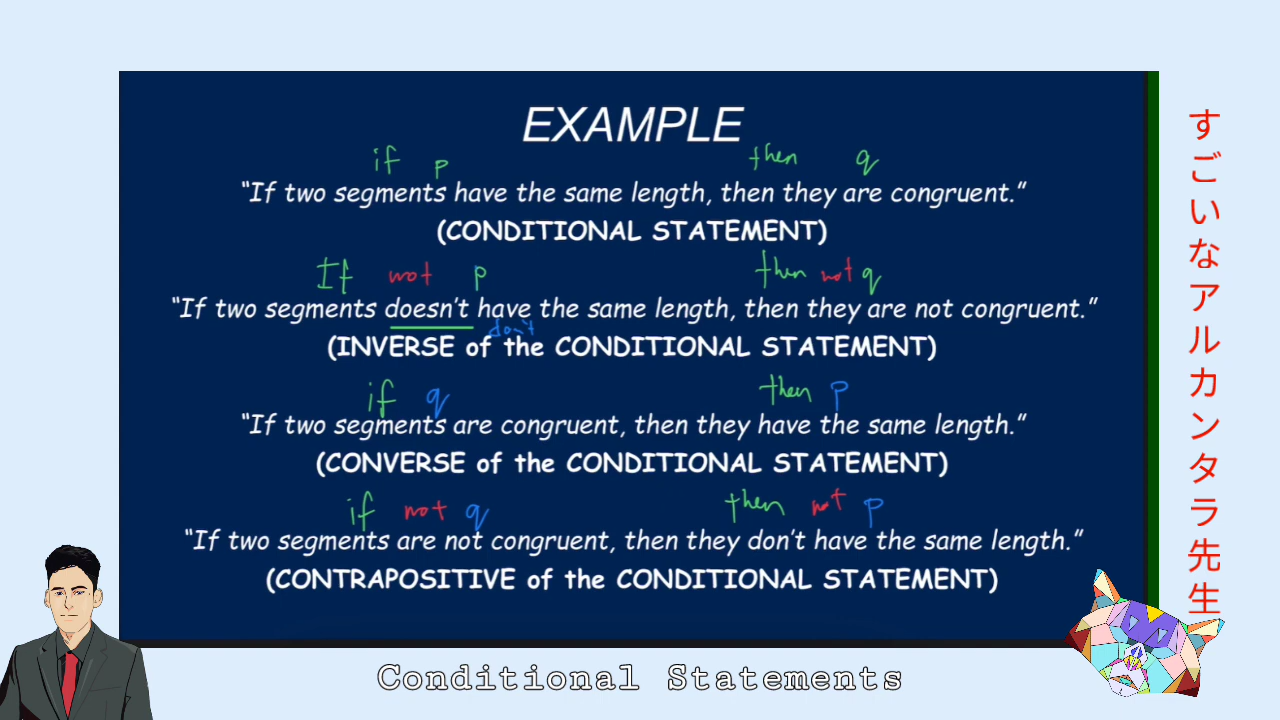 EXAMPLE
if p then q
“If two segments have the same length, then they are congruent.”
(CONDITIONAL STATEMENT)
If not p then not q
“If two segments doesn’t have the same length, then they are not congruent.”
don't
(INVERSE of the CONDITIONAL STATEMENT)
if q then p
“If two segments are congruent, then they have the same length.”
(CONVERSE of the CONDITIONAL STATEMENT)
if not q then not p
“If two segments are not congruent, then they don’t have the same length.”
(CONTRAPOSITIVE of the CONDITIONAL STATEMENT)
すごいなアルカンタラ先生
Conditional Statements